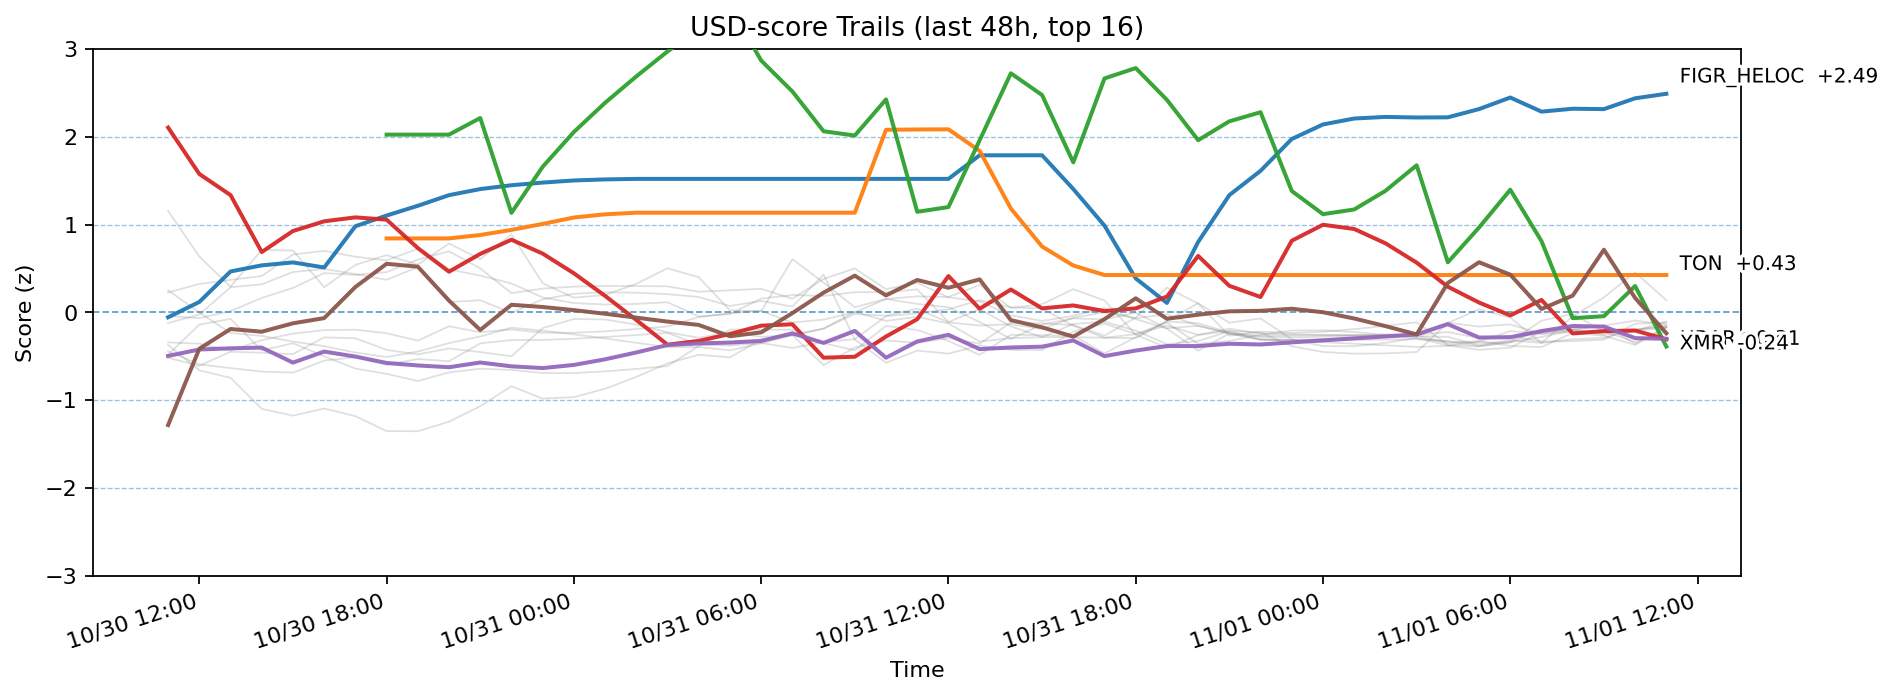 USD-score Trails (last 48h, top 16)
3
2
1
0
−1
−2
−3
Score (z)
FIGR_HELOC +2.49
TON +0.43
XMR -0.24
10/30 12:00
10/30 18:00
10/31 00:00
10/31 06:00
10/31 12:00
10/31 18:00
11/01 00:00
11/01 06:00
11/01 12:00
Time